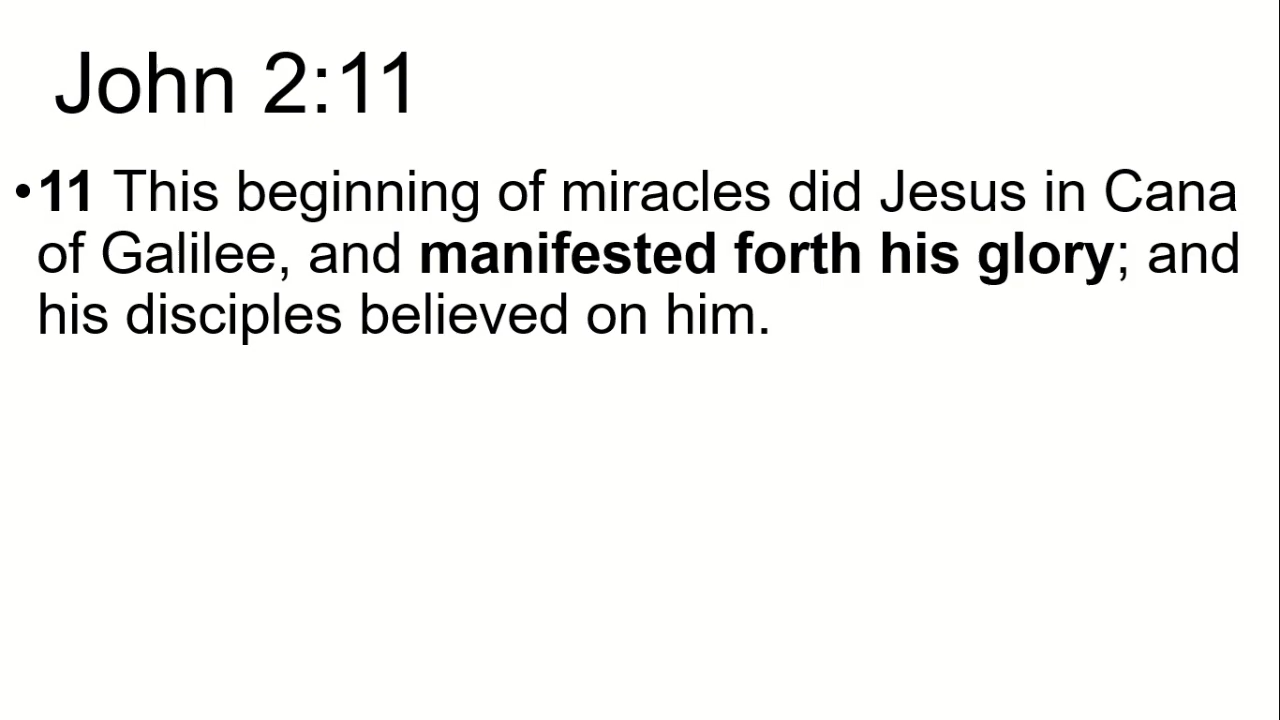 John 2:11
•11 This beginning of miracles did Jesus in Cana
of Galilee, and manifested forth his glory; and
his disciples believed on him.